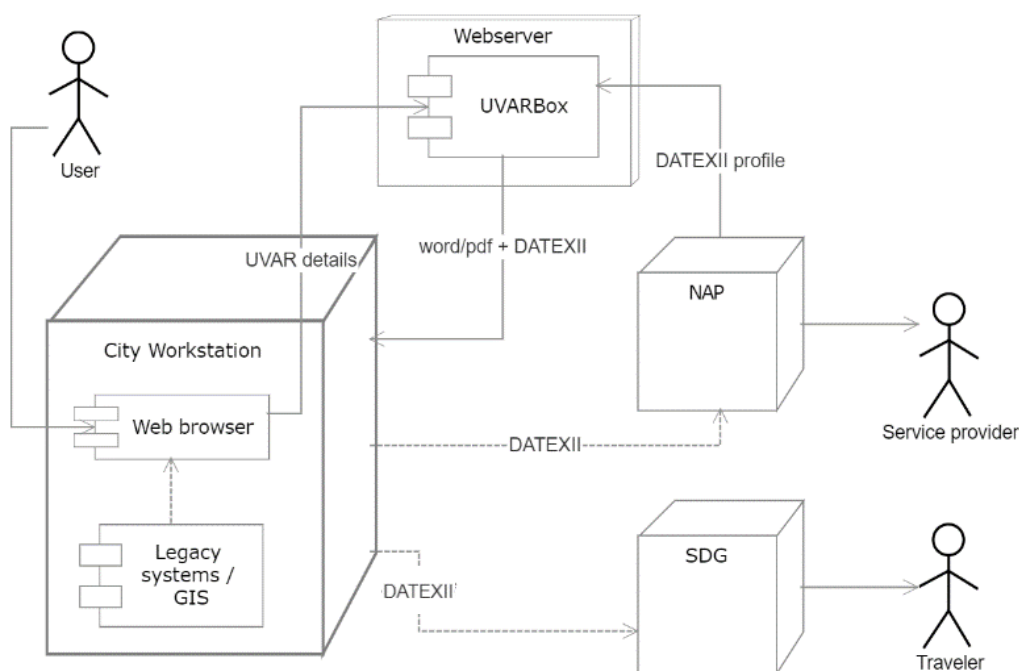 Webserver
UVARBox
User
DATEXII profile
UVAR details
word/pdf + DATEXII
NAP
City Workstation
Web browser
DATEXII
Service provider
Legacy
systems /
GIS
SDG
DATEXII'
Traveler